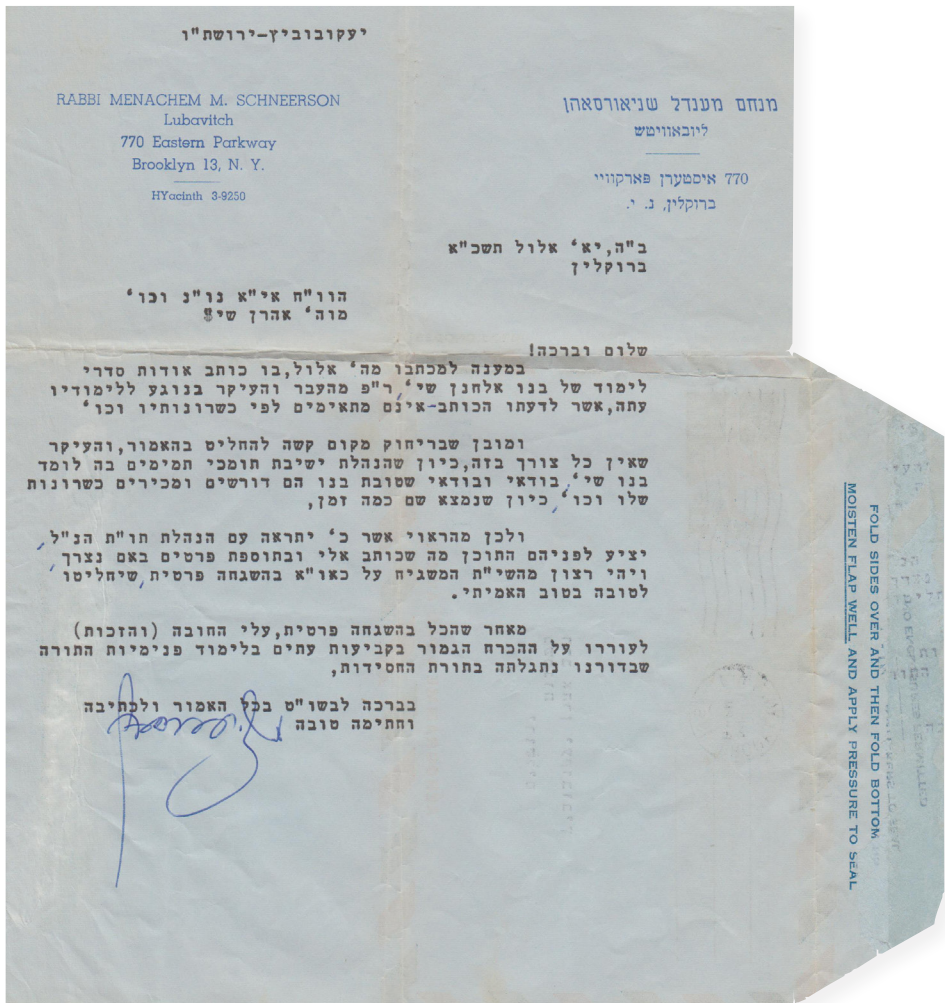 יעקובוביץ-ירושת"ו
RABBI MENACHEM M. SCHNEERSON
Lubavitch
770 Eastern Parkway
Brooklyn 13, N. Y.
HYacinth 3-9250
מנחם מענדל שניאורסאהן
ליובאוויטש
770 איסטערן פארקוויי
ברוקלין, נ. י.
ב"ה,יא' אלול תשכ"א
ברוקלין
הוו"ח אי"א נו"נ וכו'
מוה' אהרן שי'
שלום וברכה!
במענה למכתבו מה' אלול,בו כותב אודות סדרי
לימוד של בנו אלחנן שי', ר"פ מהעבר והעיקר בנוגע ללימודיו
עתה,אשר לדעתו הכותב-אינם מתאימים לפי כשרונותיו וכו'
ומובן שבריחוק מקום קשה להחליט בהאמור,והעיקר
שאין כל צורך בזה,כיון שהנהלת ישיבת תומכי תמימים בה לומד
בנו שי', בודאי ובודאי שטובת בנו הם דורשים ומכירים כשרונות
שלו וכו', כיון שנמצא שם כמה זמן,
ולכן מהראוי אשר כ' יתראה עם הנהלת תו"ת הנ"ל,
יציע לפניהם התוכן מה שכותב אלי ובתוספת פרטים באם נצרך,
ויהי רצון מהשי"ת המשגיח על כאו"א בהשגחה פרטית,שיחליטו
לטובה בטוב האמיתי.
מאחר שהכל בהשגחה פרטית,עלי החובה (והזכות)
לעוררו על ההכרח הגמור בקביעות עתים בלימוד פנימיות התורה
שבדורנו נתגלתה בתורת החסידות,
בברכה לבשו"ט בכל האמור ולכתיבה
וחתימה טובה
FOLD SIDES OVER AND THEN FOLD BOTTOM
MOISTEN FLAP WELL AND APPLY PRESSURE TO SEAL